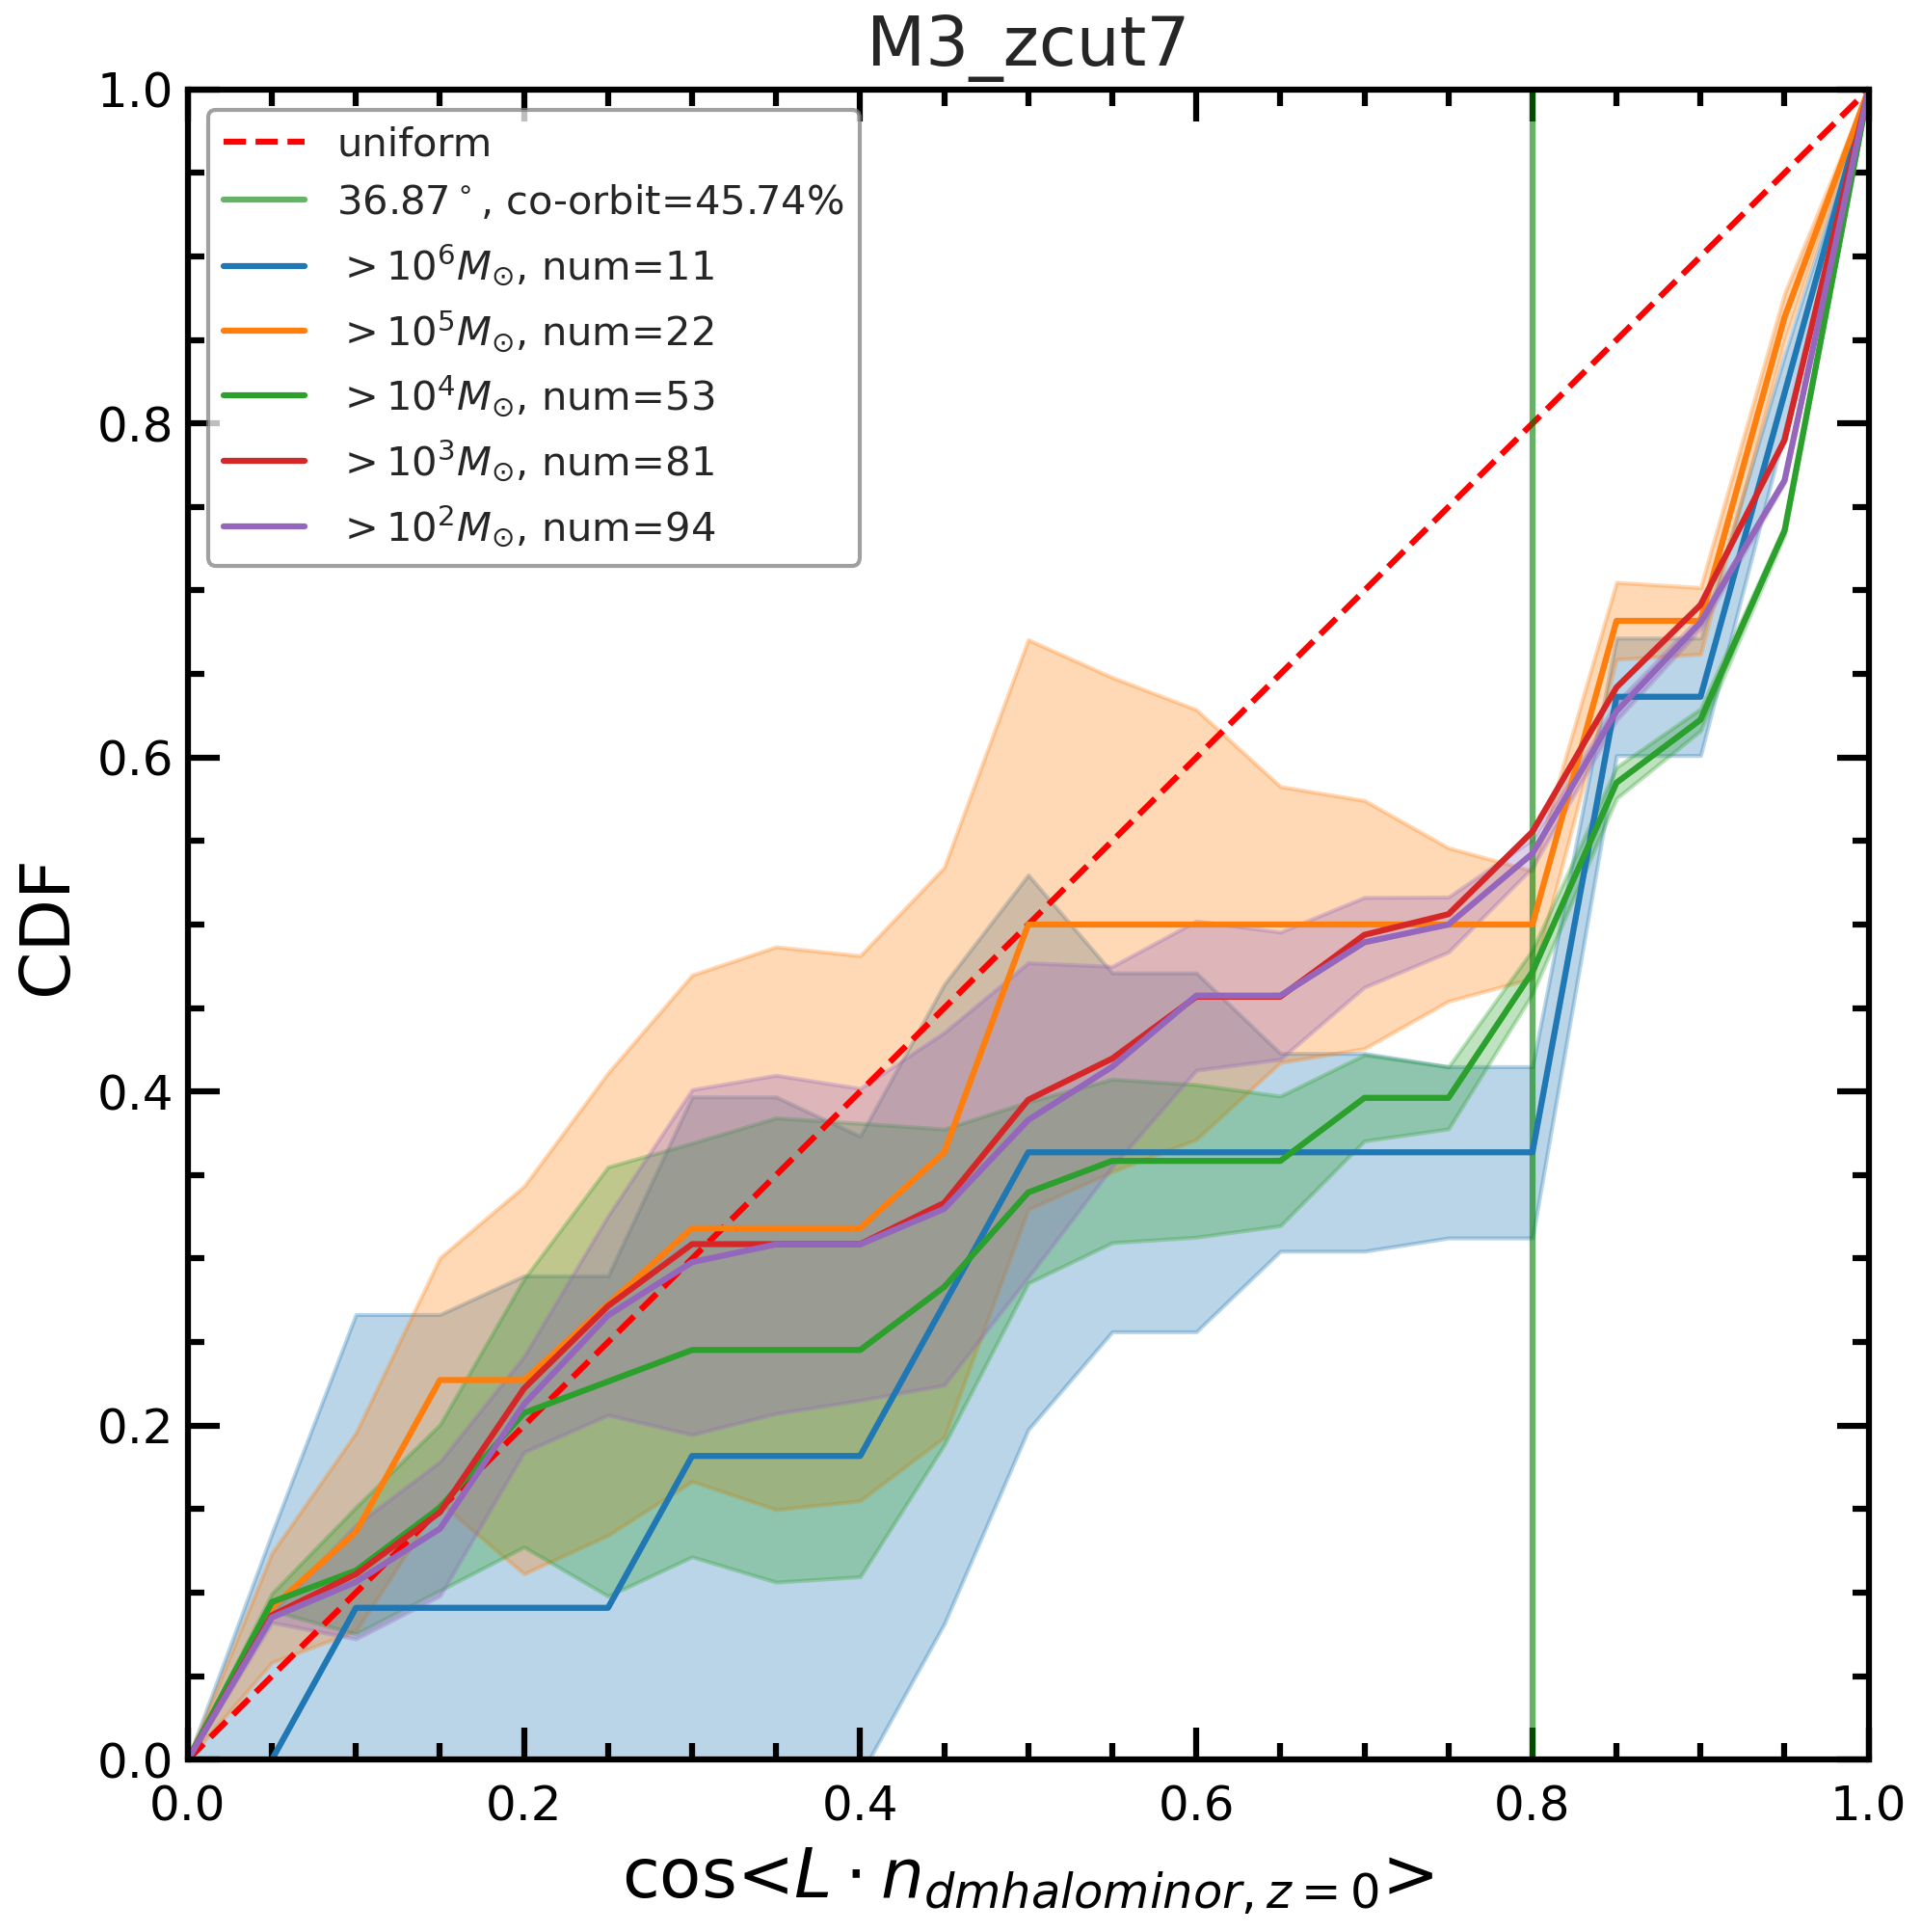 M3_zcut7
1.0
0.8
0.6
0.4
0.2
0.0
CDF
uniform
36.87°, co-orbit=45.74%
> 10⁶M⊙, num=11
> 10⁵M⊙, num=22
> 10⁴M⊙, num=53
> 10³M⊙, num=81
> 10²M⊙, num=94
0.0 0.2 0.4 0.6 0.8 1.0
cos<L · n_{dmhalominor, z = 0}>